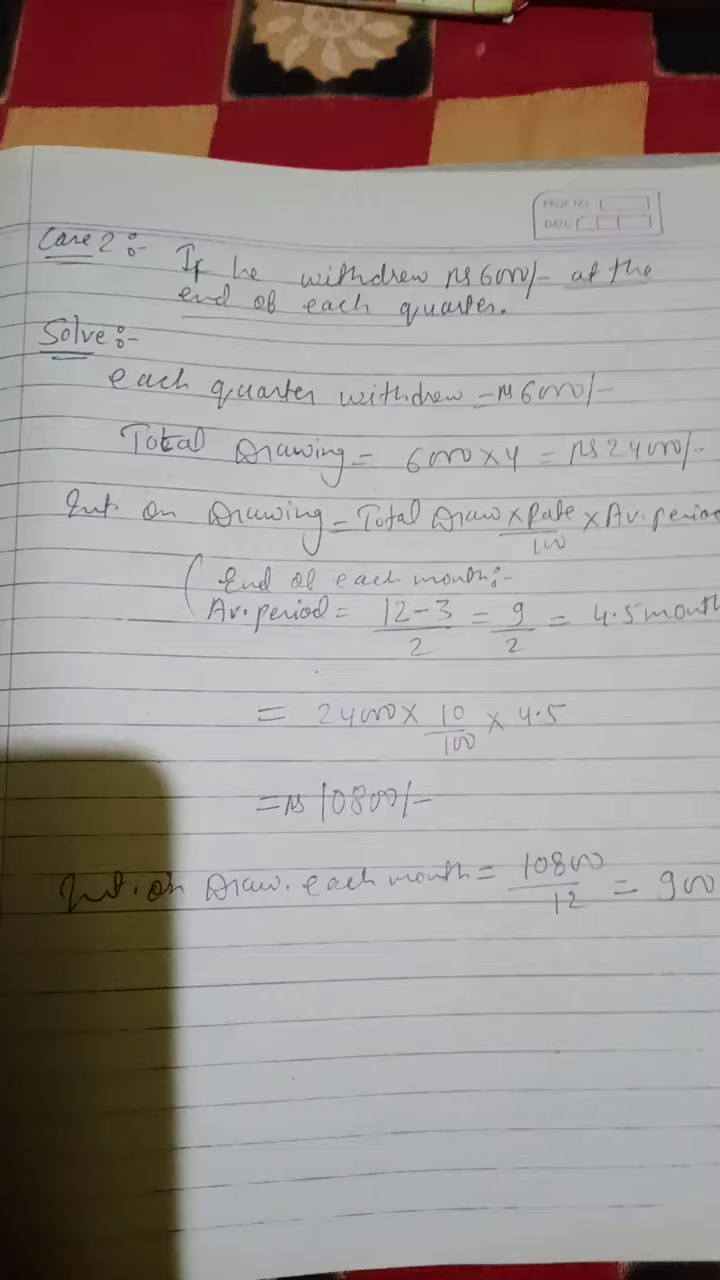 PAGE NO
DATE
Case 2 :-
If he withdrew Rs 6000/- at the
end of each quarter.
Solve :-
each quarter withdrew = Rs 6000/-
Total Drawing = 6000 × 4 = Rs 24000/-
Int. on Drawing = Total Draw × Rate/100 × Av. period
( End of each month :-
Av. period = 12-3/2 = 9/2 = 4.5 month
= 24000 × 10/100 × 4.5
= Rs 10800/-
Int. on Draw. each month = 10800/12 = 900